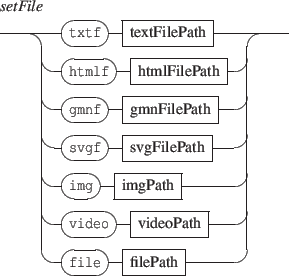 setFile
txtf textFilePath
htmlf htmlFilePath
gmnf gmnFilePath
svgf svgFilePath
img imgPath
video videoPath
file filePath